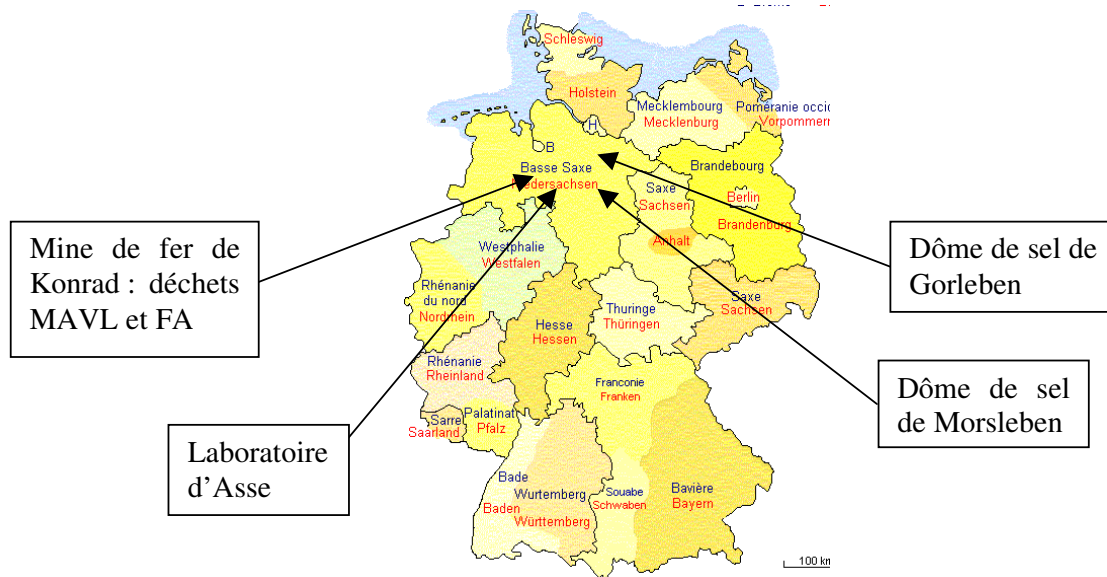 Schleswig
Holstein
Mecklembourg
Mecklenburg
Poméranie occi
Vorpommern
H
B
Basse Saxe
Niedersachsen
Brandebourg
Berlin
Brandenburg
Saxe
Sachsen
Anhalt
Mine de fer de
Konrad : déchets
MAVL et FA
Dôme de sel de
Gorleben
Westphalie
Westfalen
Rhénanie
du nord
Nordrhein
Hesse
Hessen
Thuringe
Thüringen
Saxe
Sachsen
Rhénanie
Rheinland
Franconie
Franken
Dôme de sel
de Morsleben
Sarre
Saarland
Palatinat
Pfalz
Laboratoire
d'Asse
Bade
Wurtemberg
Baden
Württemberg
Souabe
Schwaben
Bavière
Bayern
100 km